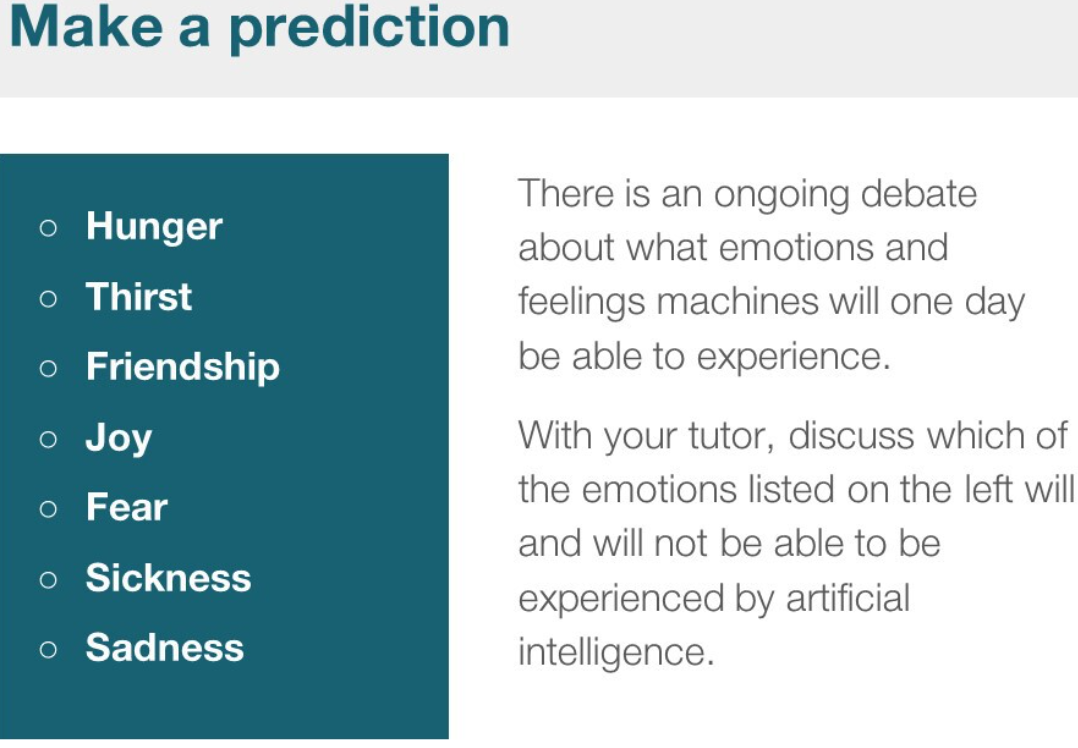 Make a prediction
Hunger
Thirst
Friendship
Joy
Fear
Sickness
Sadness
There is an ongoing debate
about what emotions and
feelings machines will one day
be able to experience.
With your tutor, discuss which of
the emotions listed on the left will
and will not be able to be
experienced by artificial
intelligence.